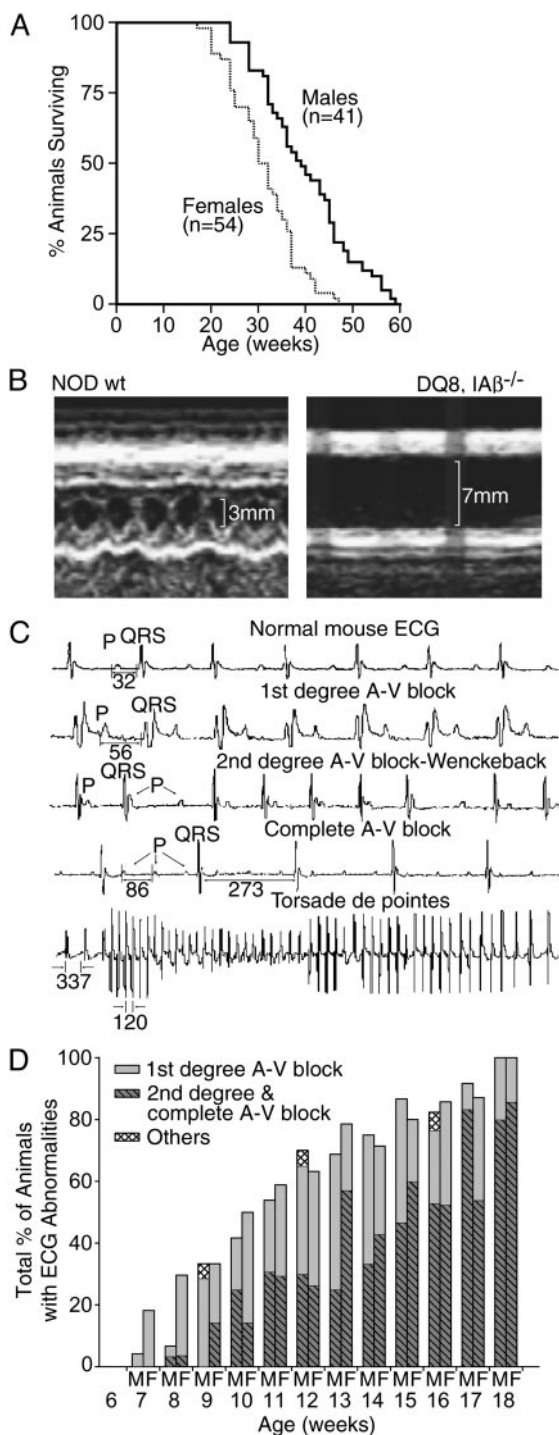 A
% Animals Surviving
100
75
50
25
0
Males
(n=41)
Females
(n=54)
0 10 20 30 40 50 60
Age (weeks)
B
NOD wt
DQ8, IAβ-/-
3mm
7mm
C
Normal mouse ECG
P QRS
32
1st degree A-V block
P QRS
56
2nd degree A-V block-Wenckeback
QRS
P P
Complete A-V block
QRS
P
86 273
Torsade de pointes
337
120
D
Total % of Animals
with ECG Abnormalities
100
80
60
40
20
0
1st degree A-V block
2nd degree &
complete A-V block
Others
MF MF MF MF MF MF MF MF MF MF MF MF
6 7 8 9 10 11 12 13 14 15 16 17 18
Age (weeks)